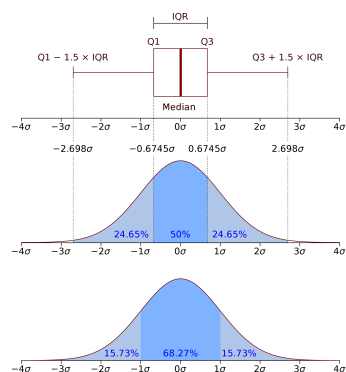 IQR
Q1 Q3
Q1 − 1.5 × IQR Q3 + 1.5 × IQR
Median
−4σ −3σ −2σ −1σ 0σ 1σ 2σ 3σ 4σ
−2.698σ −0.6745σ 0.6745σ 2.698σ
24.65% 50% 24.65%
−4σ −3σ −2σ −1σ 0σ 1σ 2σ 3σ 4σ
15.73% 68.27% 15.73%
−4σ −3σ −2σ −1σ 0σ 1σ 2σ 3σ 4σ